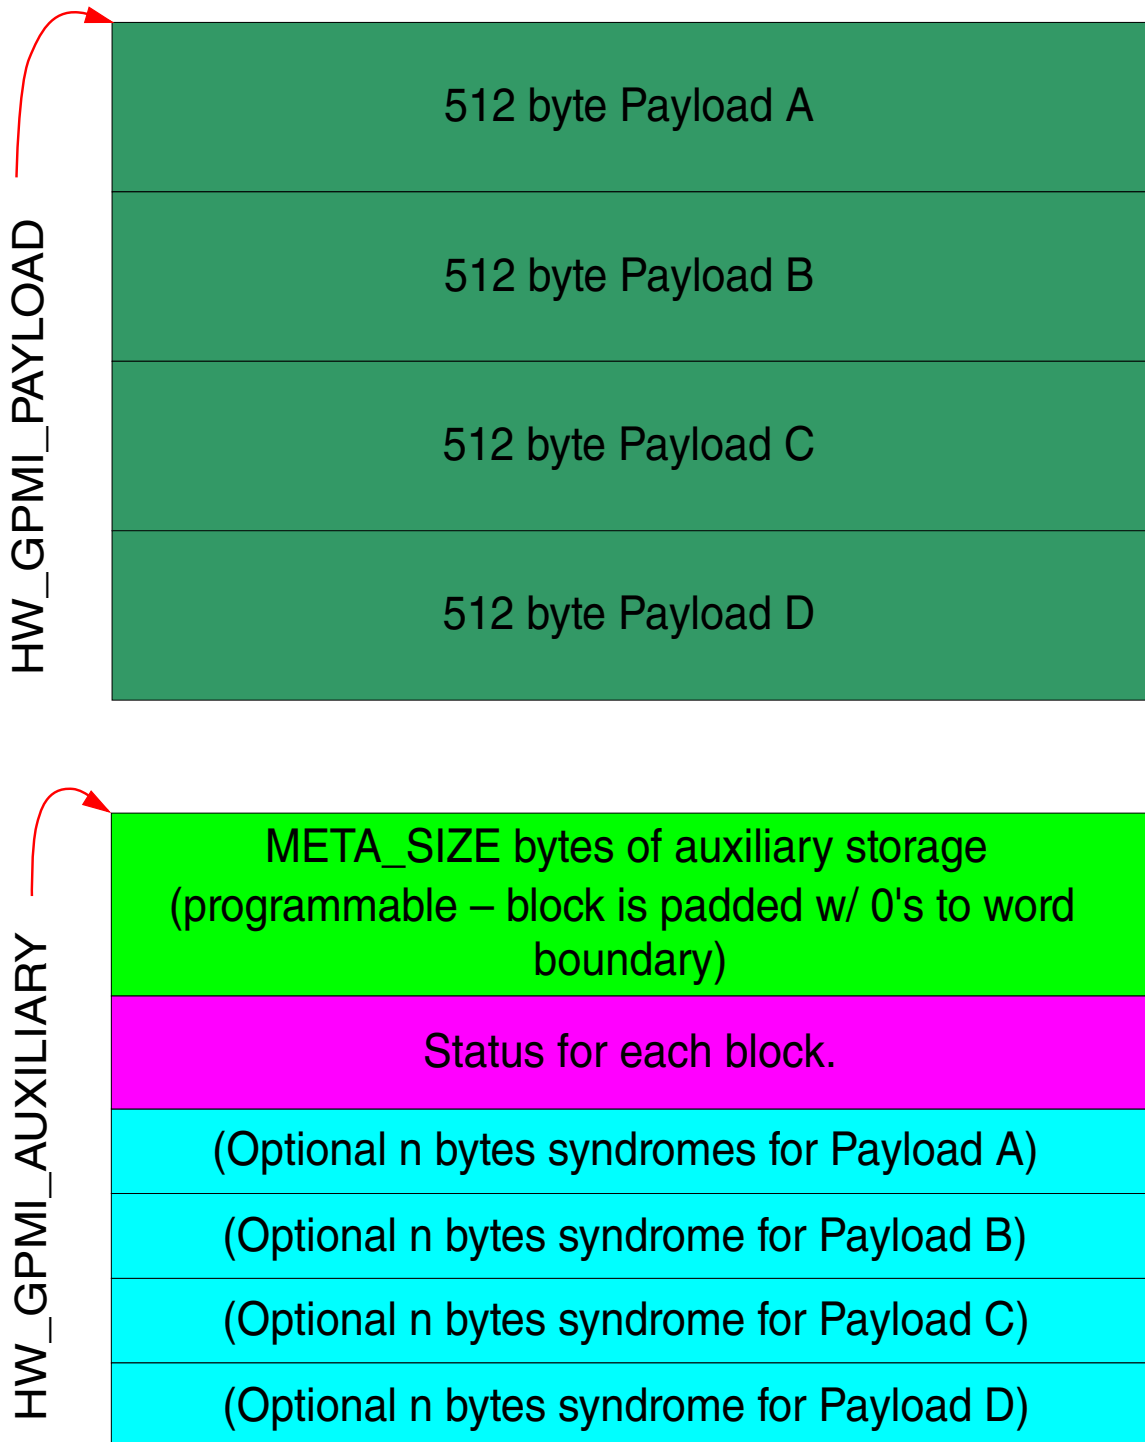 HW_GPMI_PAYLOAD
512 byte Payload A
512 byte Payload B
512 byte Payload C
512 byte Payload D
HW_GPMI_AUXILIARY
META_SIZE bytes of auxiliary storage
(programmable – block is padded w/ 0's to word
boundary)
Status for each block.
(Optional n bytes syndromes for Payload A)
(Optional n bytes syndrome for Payload B)
(Optional n bytes syndrome for Payload C)
(Optional n bytes syndrome for Payload D)